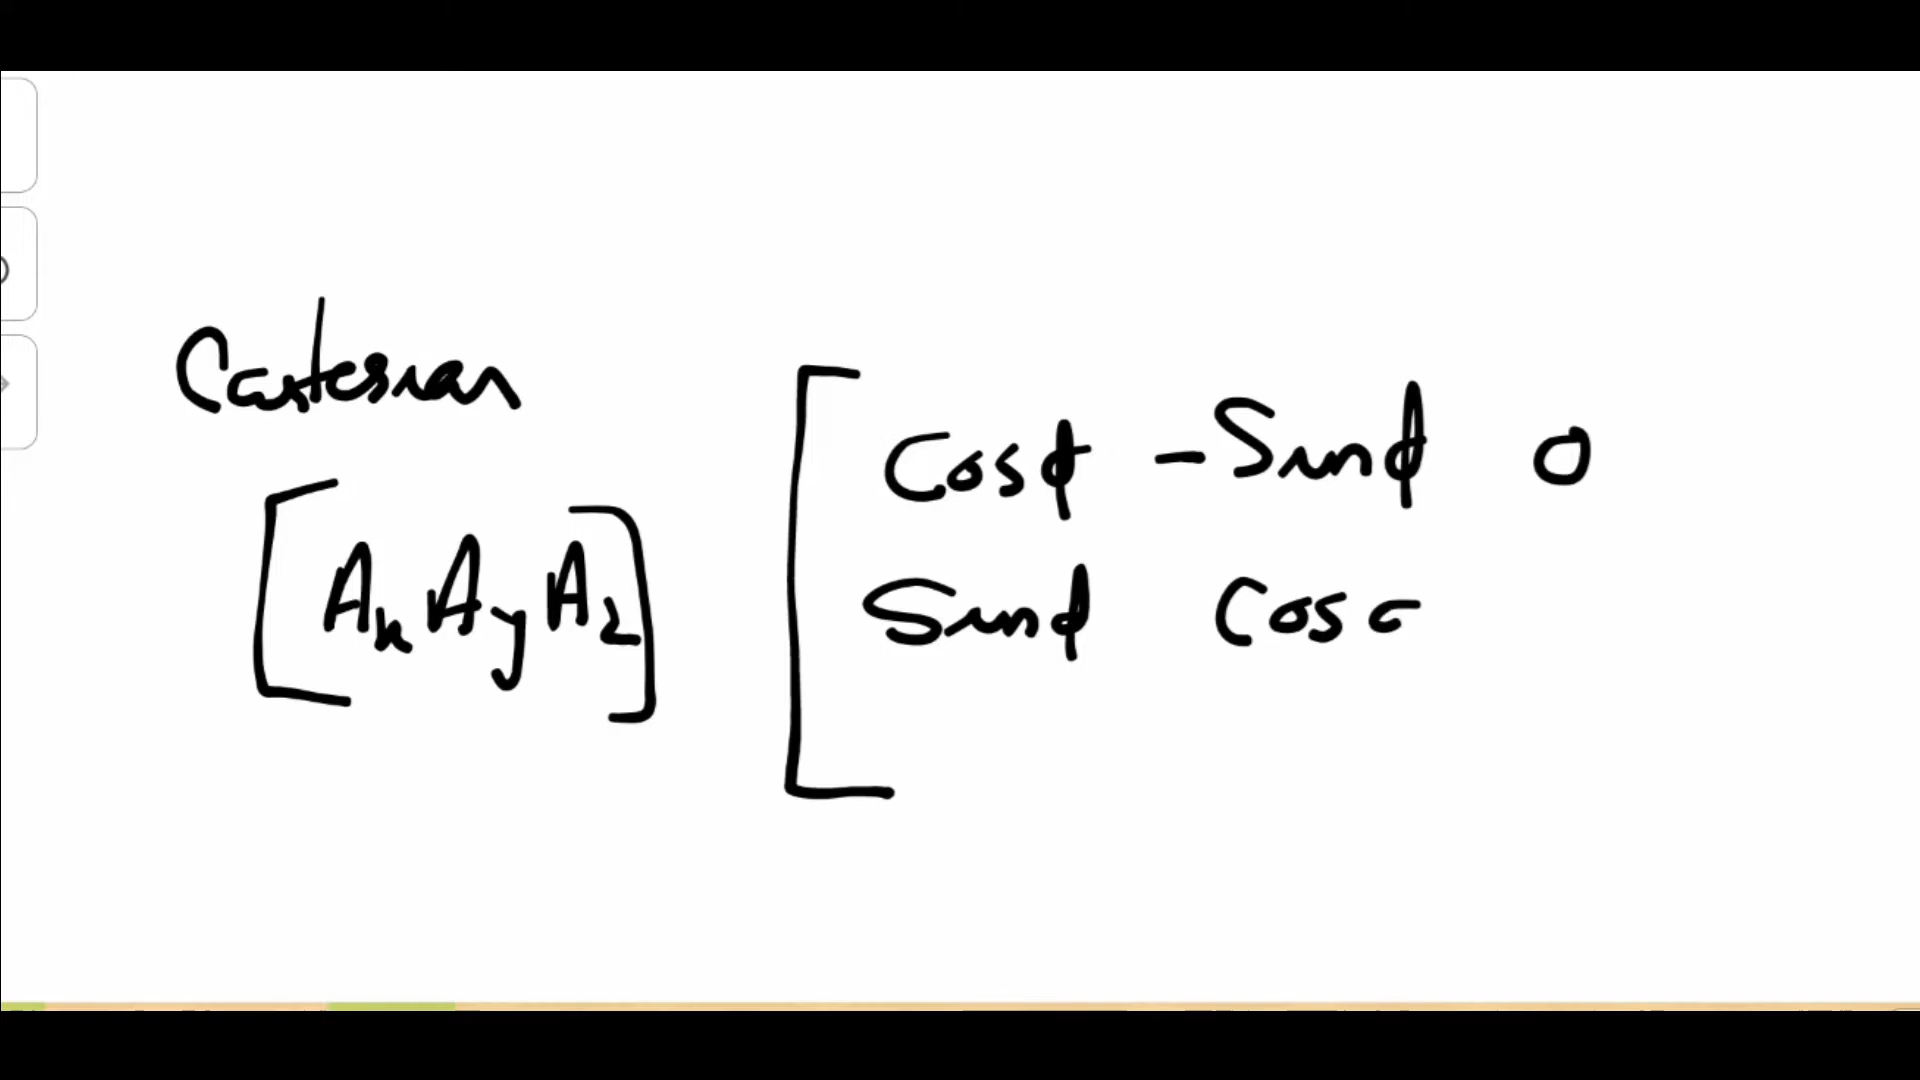 Cartesian
[Ax Ay Az]
[Cosϕ -Sinϕ 0
Sinϕ Cos